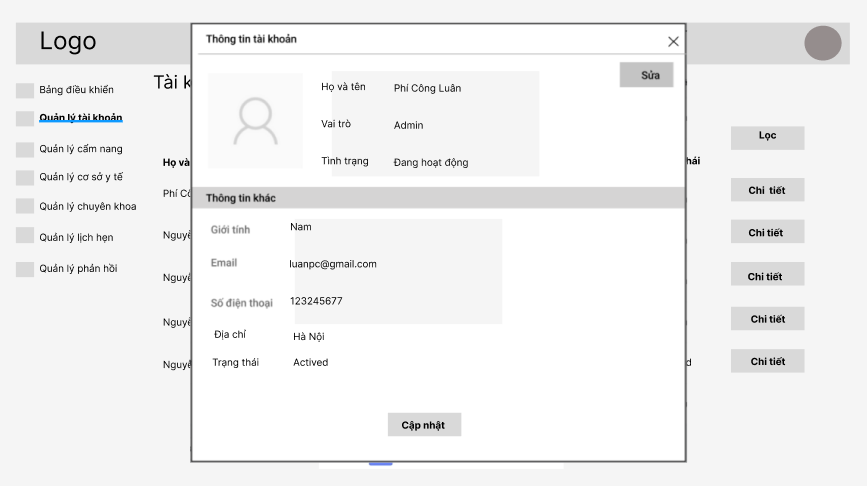 Logo
Thông tin tài khoản
Sửa
Họ và tên Phí Công Luân
Vai trò Admin
Tình trạng Đang hoạt động
Thông tin khác
Giới tính Nam
Email luanpc@gmail.com
Số điện thoại 123245677
Địa chỉ Hà Nội
Trạng thái Actived
Cập nhật
Bảng điều khiển
Quản lý tài khoản
Quản lý cẩm nang
Quản lý cơ sở y tế
Quản lý chuyên khoa
Quản lý lịch hẹn
Quản lý phản hồi
Tài k
Lọc
Họ và
Phí Cô
Chi tiết
Nguyễ
Chi tiết
Nguyễ
Chi tiết
Nguyễ
Chi tiết
Nguyễ
Chi tiết